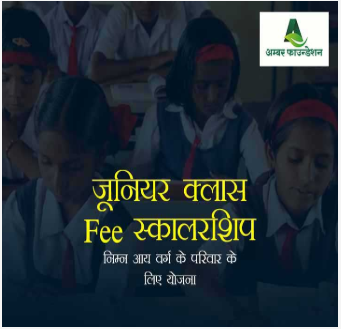 अम्बर फाउन्डेशन
जूनियर क्लास
Fee स्कालरशिप
निम्न आय वर्ग के परिवार के
लिए योजना